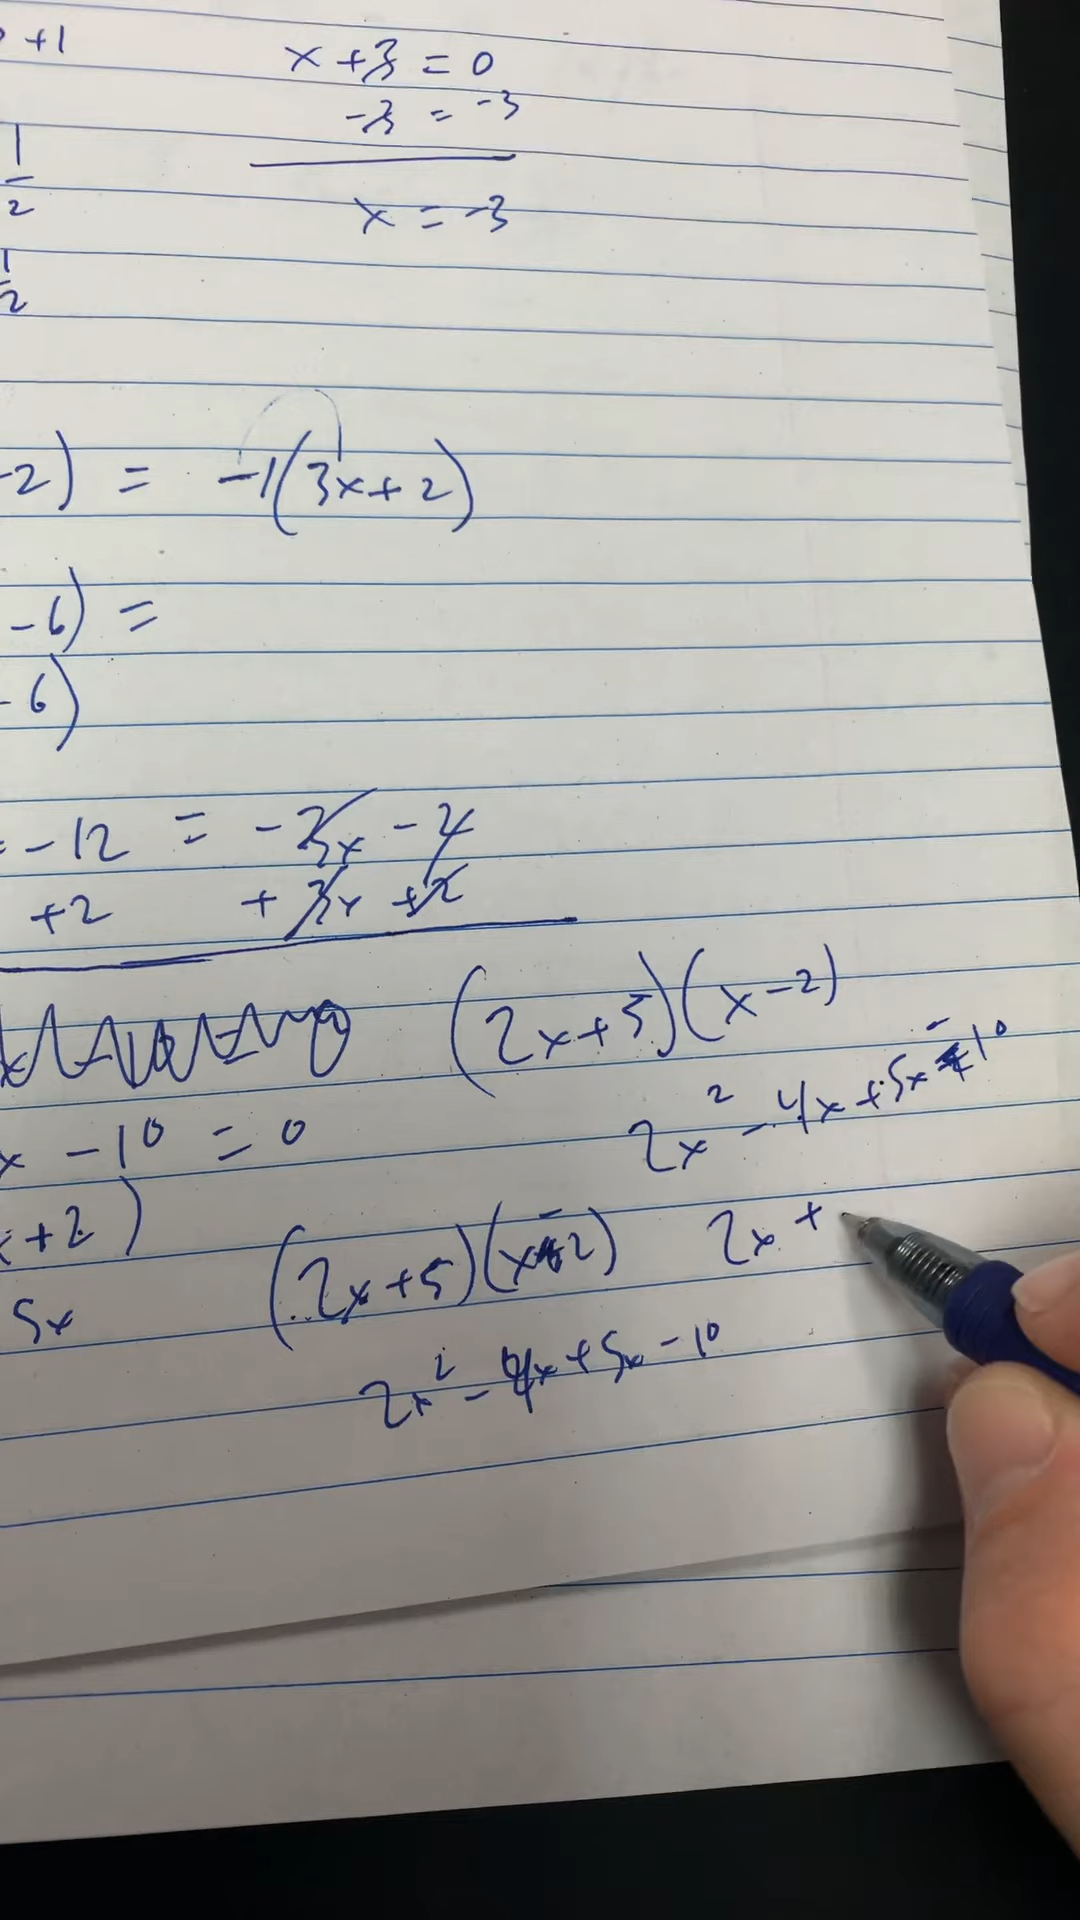 +1
x + 3 = 0
-3 = -3
1/2
x = -3
1/2
-2) = -1(3x+2)
-6) =
-6)
-12 = -3x - 2
+2 + 3x + 2
(2x+5)(x-2)
2x² - 4x + 5x - 10
x - 10 = 0
x+2)
(2x+5)(x-2)
2x +
5x
2x² - 4x + 5x - 10